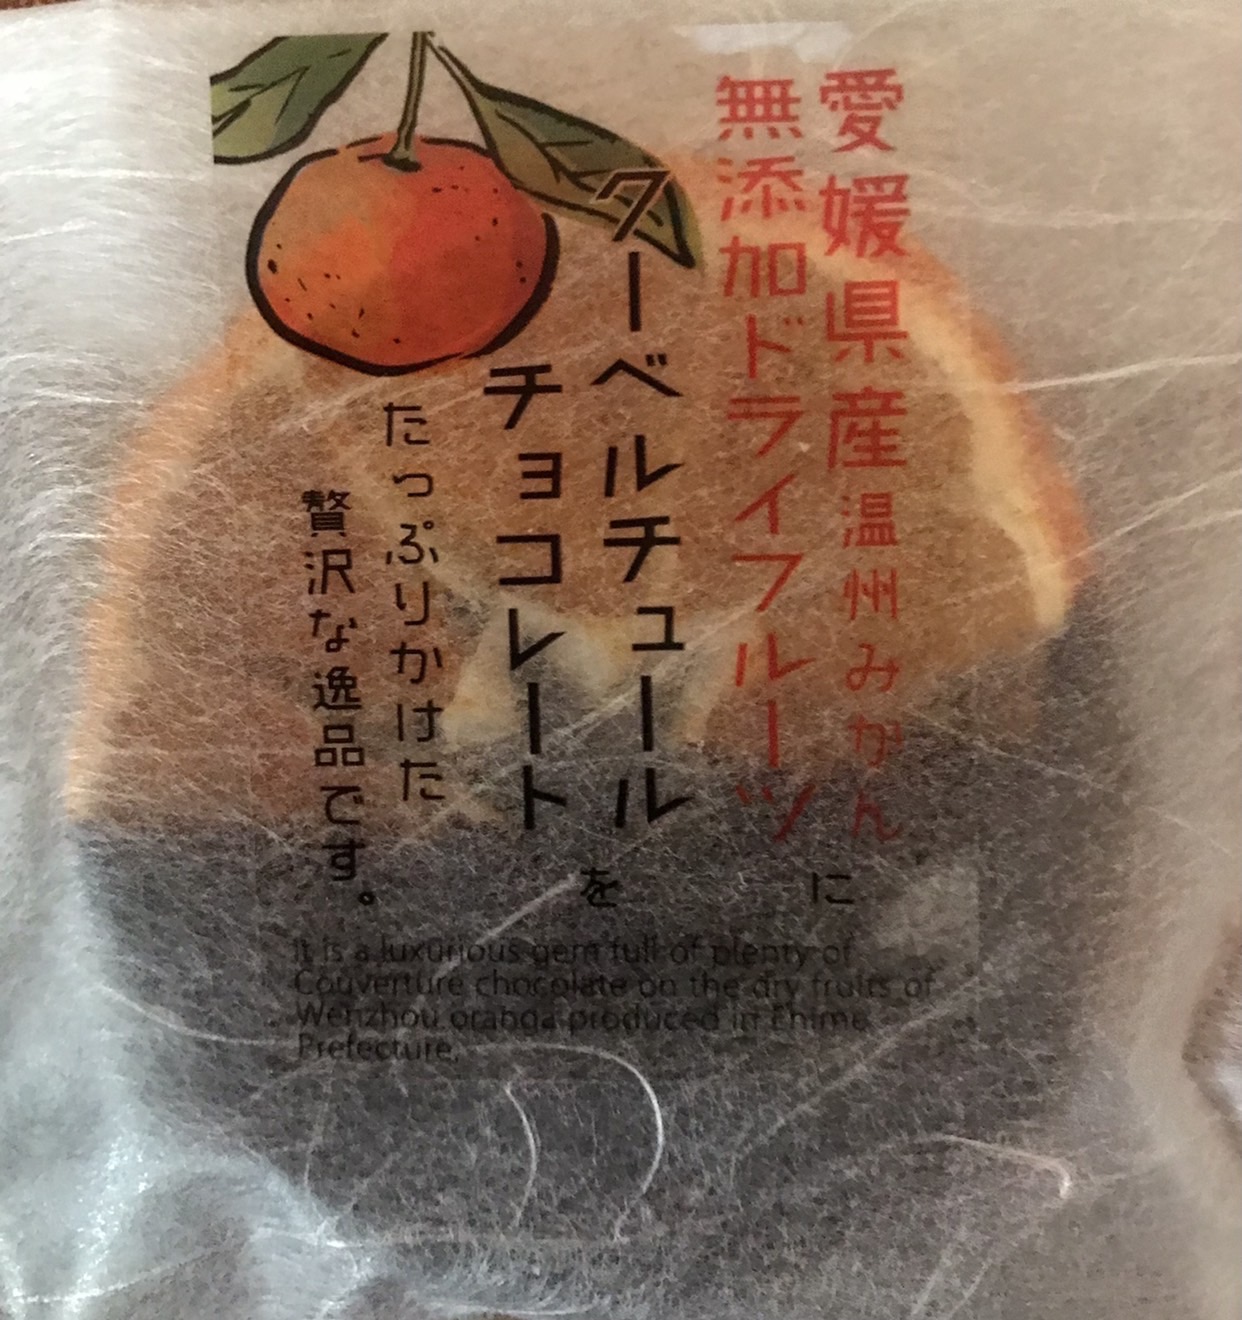 愛媛県産温州みかん
無添加ドライフルーツに
クーベルチュール
チョコレートを
たっぷりかけた
贅沢な逸品です。
It is a luxurious gem full of plenty of
Couverture chocolate on the dry fruits of
Wenzhou orabda produced in Ehime
Prefecture.